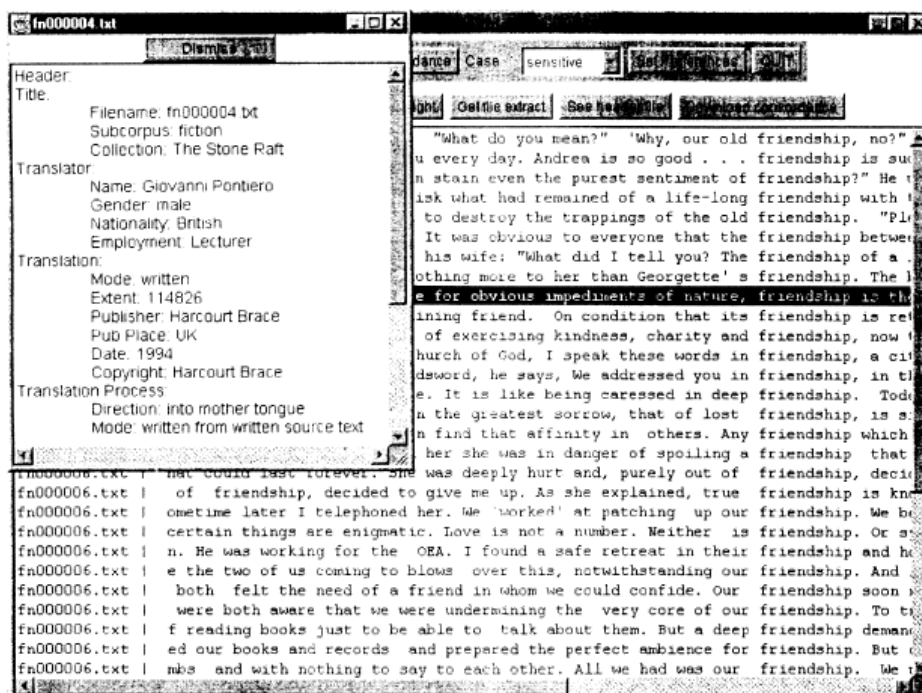 fn000004.txt
Dismiss
Header:
Title:
Filename: fn000004.txt
Subcorpus: fiction
Collection: The Stone Raft
Translator:
Name: Giovanni Pontiero
Gender: male
Nationality: British
Employment: Lecturer
Translation:
Mode: written
Extent: 114826
Publisher: Harcourt Brace
Pub Place: UK
Date: 1994
Copyright: Harcourt Brace
Translation Process:
Direction: into mother tongue
Mode: written from written source text
Case sensitive QUIT
Get file extract See header file Download concordance
"What do you mean?" 'Why, our old friendship, no?"
every day. Andrea is so good . . . friendship is
stain even the purest sentiment of friendship?" He
isk what had remained of a life-long friendship with
to destroy the trappings of the old friendship.
It was obvious to everyone that the friendship
his wife: "What did I tell you? The friendship of a
othing more to her than Georgette' s friendship. The
e for obvious impediments of nature, friendship is
ining friend. On condition that its friendship is
of exercising kindness, charity and friendship, now
hurch of God, I speak these words in friendship, a
dsword, he says, We addressed you in friendship, in
e. It is like being caressed in deep friendship.
n the greatest sorrow, that of lost friendship, is
n find that affinity in others. Any friendship which
her she was in danger of spoiling a friendship that
fn000006.txt | hat could last forever. She was deeply hurt and, purely out of friendship, deci
fn000006.txt | of friendship, decided to give me up. As she explained, true friendship is kn
fn000006.txt | ometime later I telephoned her. We 'worked' at patching up our friendship. We
fn000006.txt | certain things are enigmatic. Love is not a number. Neither is friendship. Or
fn000006.txt | n. He was working for the OEA. I found a safe retreat in their friendship and
fn000006.txt | e the two of us coming to blows over this, notwithstanding our friendship. And
fn000006.txt | both felt the need of a friend in whom we could confide. Our friendship soon
fn000006.txt | were both aware that we were undermining the very core of our friendship. To
fn000006.txt | f reading books just to be able to talk about them. But a deep friendship deman
fn000006.txt | ed our books and records and prepared the perfect ambience for friendship. But
fn000006.txt | mbs and with nothing to say to each other. All we had was our friendship. We